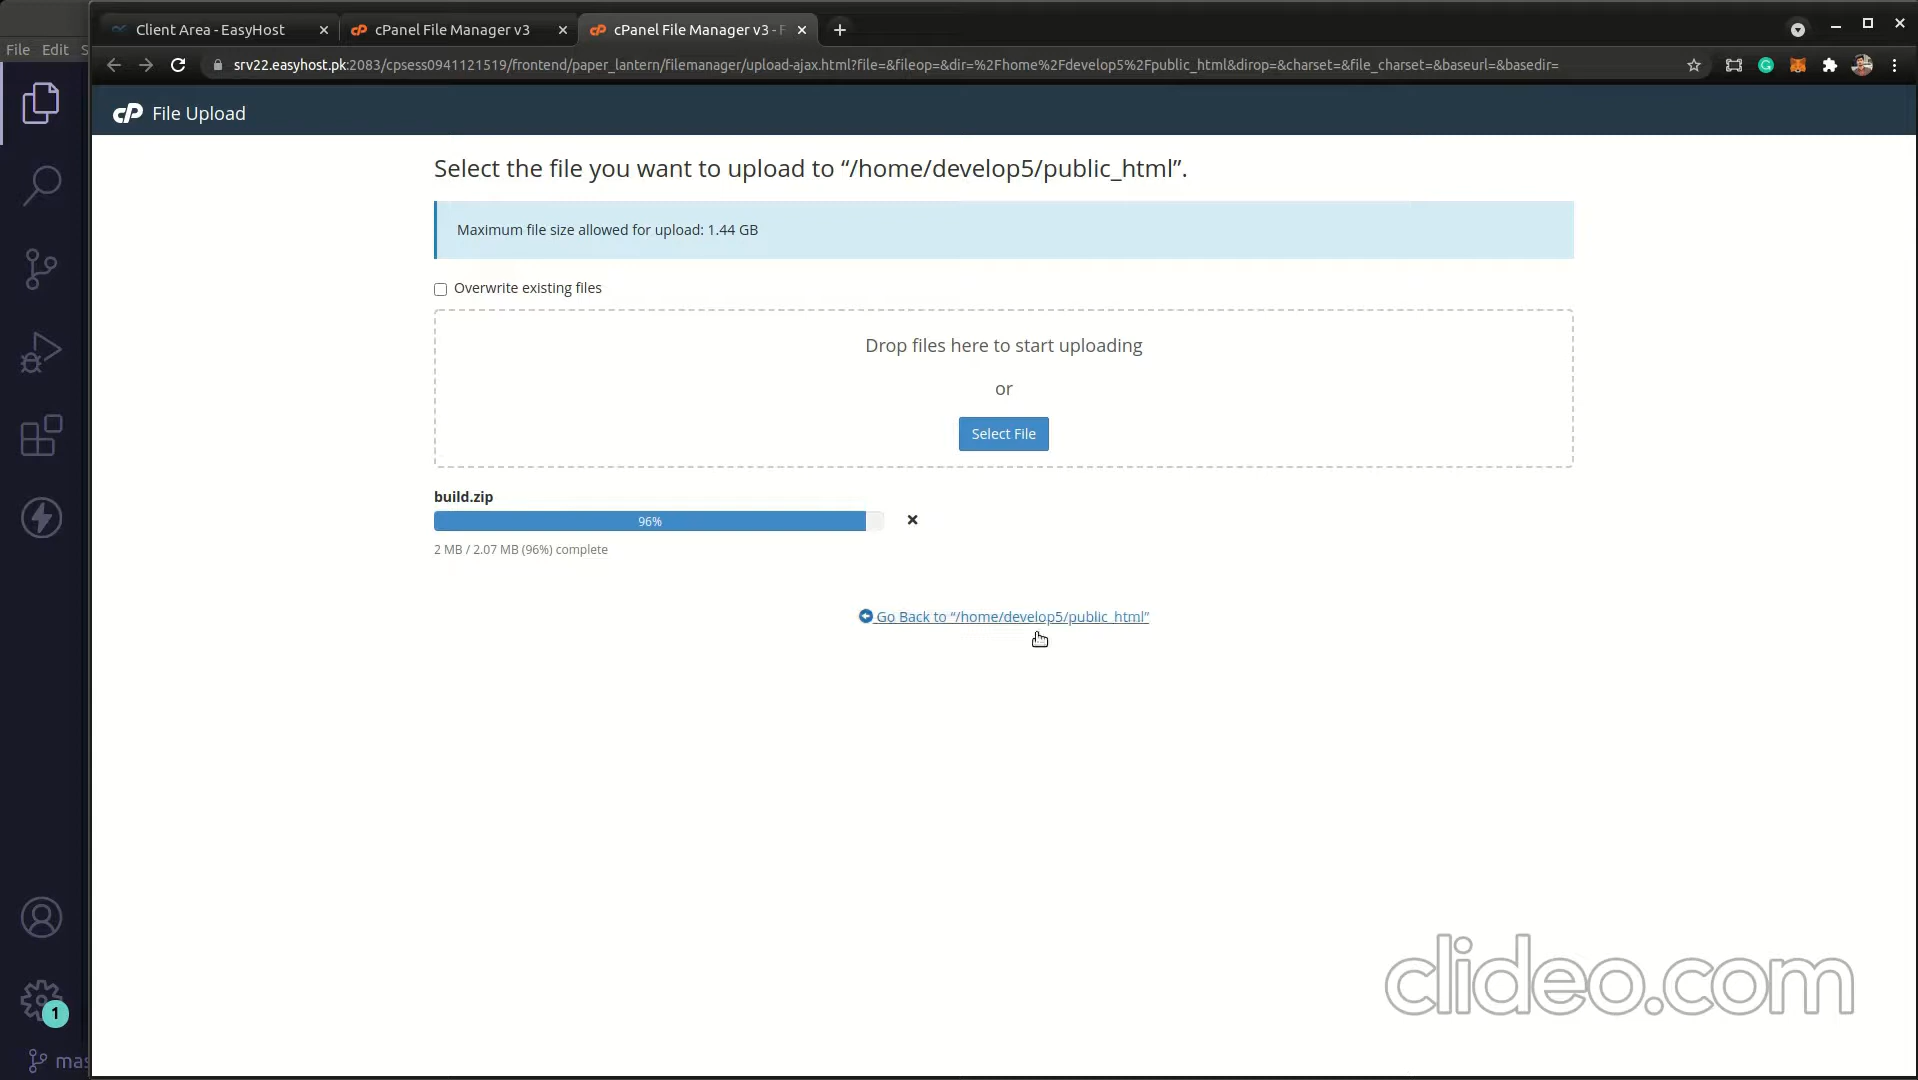 File Edit S
Client Area - EasyHost
cPanel File Manager v3
cPanel File Manager v3 - F
srv22.easyhost.pk:2083/cpsess0941121519/frontend/paper_lantern/filemanager/upload-ajax.html?file=&fileop=&dir=%2Fhome%2Fdevelop5%2Fpublic_html&dirop=&charset=&file_charset=&baseurl=&basedir=
cP File Upload
Select the file you want to upload to “/home/develop5/public_html”.
Maximum file size allowed for upload: 1.44 GB
Overwrite existing files
Drop files here to start uploading
or
Select File
build.zip
96%
2 MB / 2.07 MB (96%) complete
Go Back to “/home/develop5/public_html”
clideo.com
1
mas